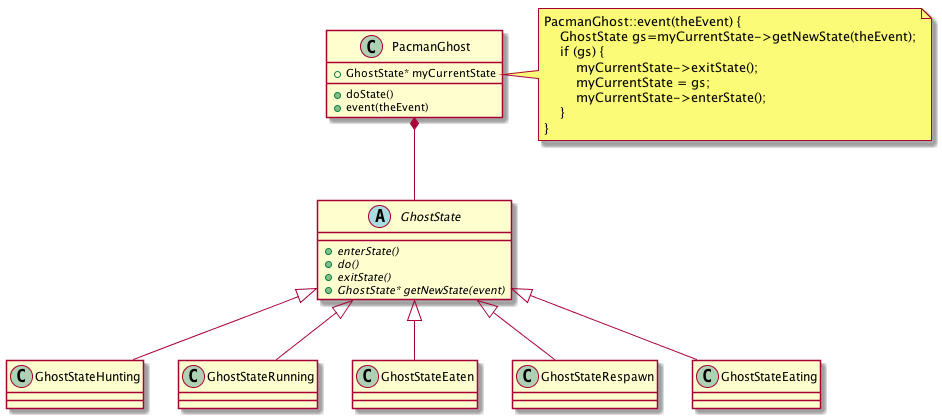 C PacmanGhost
GhostState* myCurrentState
doState()
event(theEvent)
PacmanGhost::event(theEvent) {
GhostState gs=myCurrentState->getNewState(theEvent);
if (gs) {
myCurrentState->exitState();
myCurrentState = gs;
myCurrentState->enterState();
}
}
A GhostState
enterState()
do()
exitState()
GhostState* getNewState(event)
C GhostStateHunting
C GhostStateRunning
C GhostStateEaten
C GhostStateRespawn
C GhostStateEating